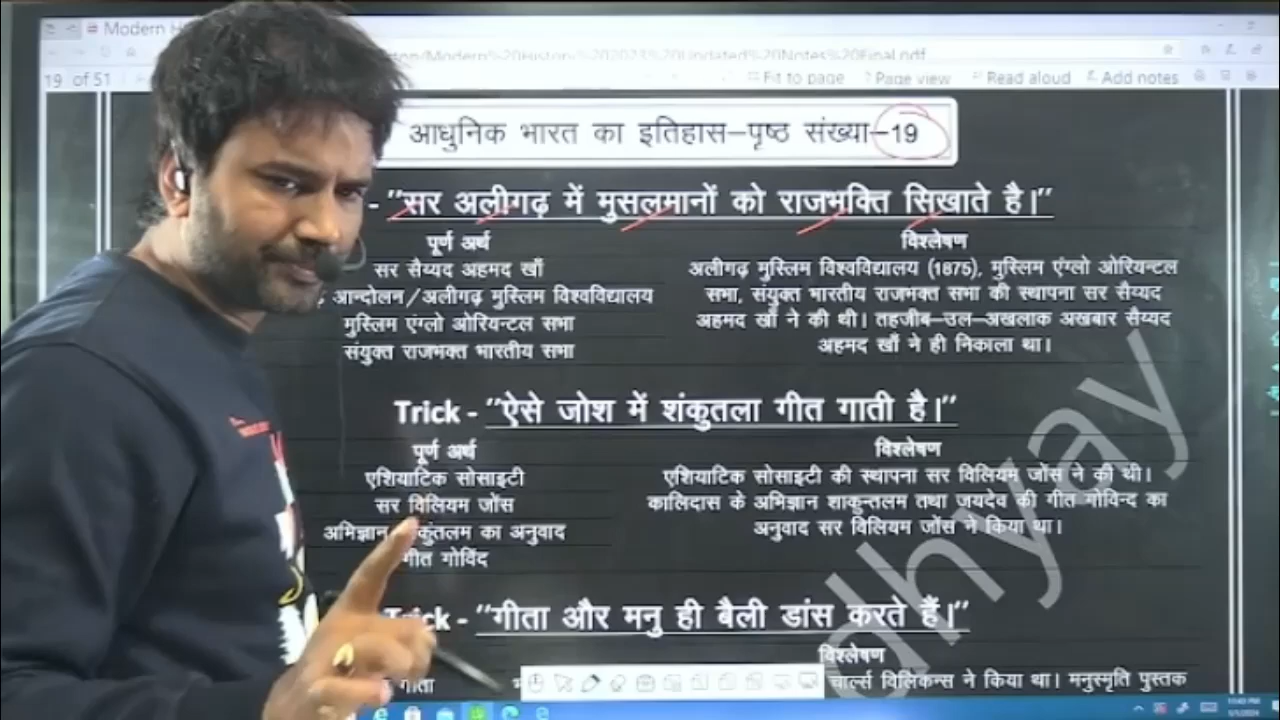 Modern H
19 of 51
Fit to page
Page view
Read aloud
Add notes
आधुनिक भारत का इतिहास–पृष्ठ संख्या–19
- "सर अलीगढ़ में मुसलमानों को राजभक्ति सिखाते है।"
पूर्ण अर्थ
सर सैय्यद अहमद खाँ
आन्दोलन/अलीगढ़ मुस्लिम विश्वविद्यालय
मुस्लिम एंग्लो ओरियन्टल सभा
संयुक्त राजभक्त भारतीय सभा
विश्लेषण
अलीगढ़ मुस्लिम विश्वविद्यालय (1875), मुस्लिम एंग्लो ओरियन्टल
सभा, संयुक्त भारतीय राजभक्त सभा की स्थापना सर सैय्यद
अहमद खाँ ने की थी। तहजीब–उल–अखलाक अखबार सैय्यद
अहमद खाँ ने ही निकाला था।
Trick - "ऐसे जोश में शंकुतला गीत गाती है।"
पूर्ण अर्थ
एशियाटिक सोसाइटी
सर विलियम जोंस
अभिज्ञान का अनुवाद
गीत गोविंद
विश्लेषण
एशियाटिक सोसाइटी की स्थापना सर विलियम जोंस ने की थी।
कालिदास के अभिज्ञान शाकुन्तलम तथा जयदेव की गीत गोविन्द का
अनुवाद सर विलियम जोंस ने किया था।
Trick - "गीता और मनु ही बैली डांस करते हैं।"
गीता
विश्लेषण
चार्ल्स विलिकन्स ने किया था। मनुस्मृति पुस्तक
dhyay